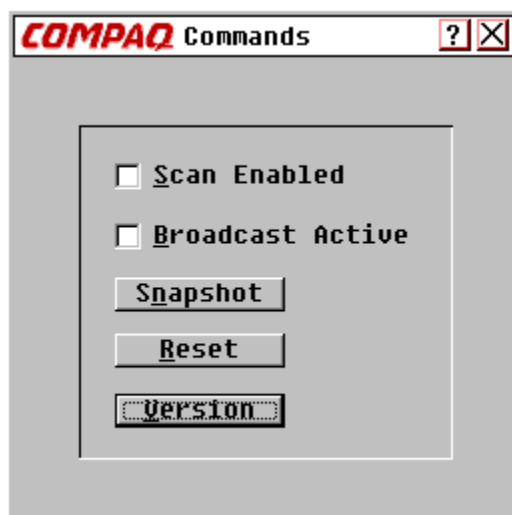 COMPAQ Commands ? X
Scan Enabled
Broadcast Active
Snapshot
Reset
Version